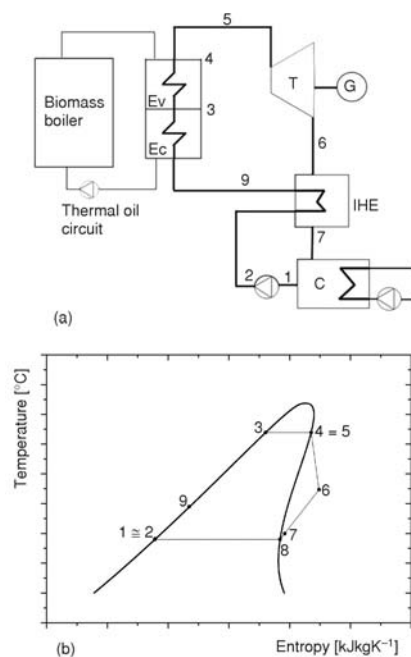 5
4
T
G
Biomass
boiler
Ev
3
Ec
6
9
IHE
Thermal oil
circuit
7
2
1
C
(a)
Temperature [°C]
3
4 = 5
6
9
1 ≅ 2
7
8
(b)
Entropy [kJkgK⁻¹]